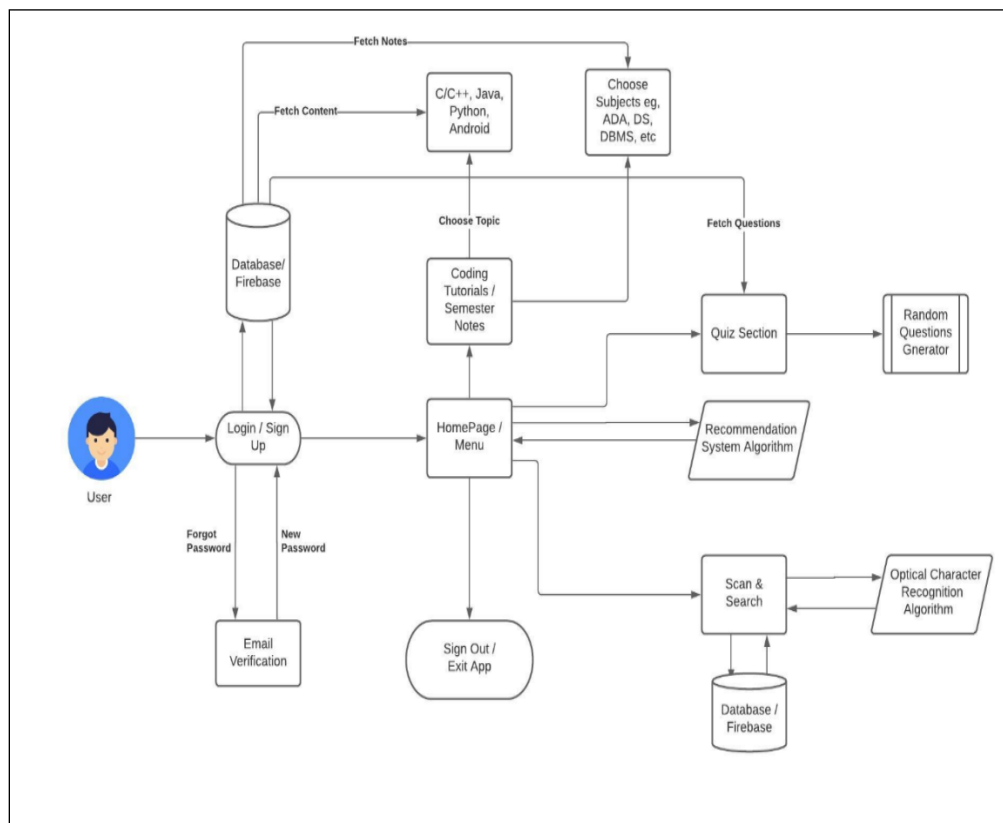 Fetch Notes
Choose
Subjects eg,
ADA, DS,
DBMS, etc
C/C++, Java,
Python,
Android
Fetch Content
Choose Topic
Fetch Questions
Database/
Firebase
Coding
Tutorials /
Semester
Notes
Quiz Section
Random
Questions
Gnerator
User
Login / Sign
Up
HomePage /
Menu
Recommendation
System Algorithm
Forgot
Password
New
Password
Email
Verification
Sign Out /
Exit App
Scan &
Search
Optical Character
Recognition
Algorithm
Database /
Firebase